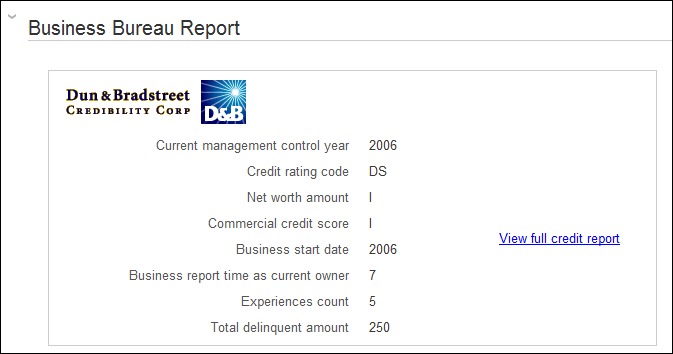 Business Bureau Report
Dun & Bradstreet
CREDIBILITY CORP
D&B
Current management control year 2006
Credit rating code DS
Net worth amount I
Commercial credit score I
View full credit report
Business start date 2006
Business report time as current owner 7
Experiences count 5
Total delinquent amount 250